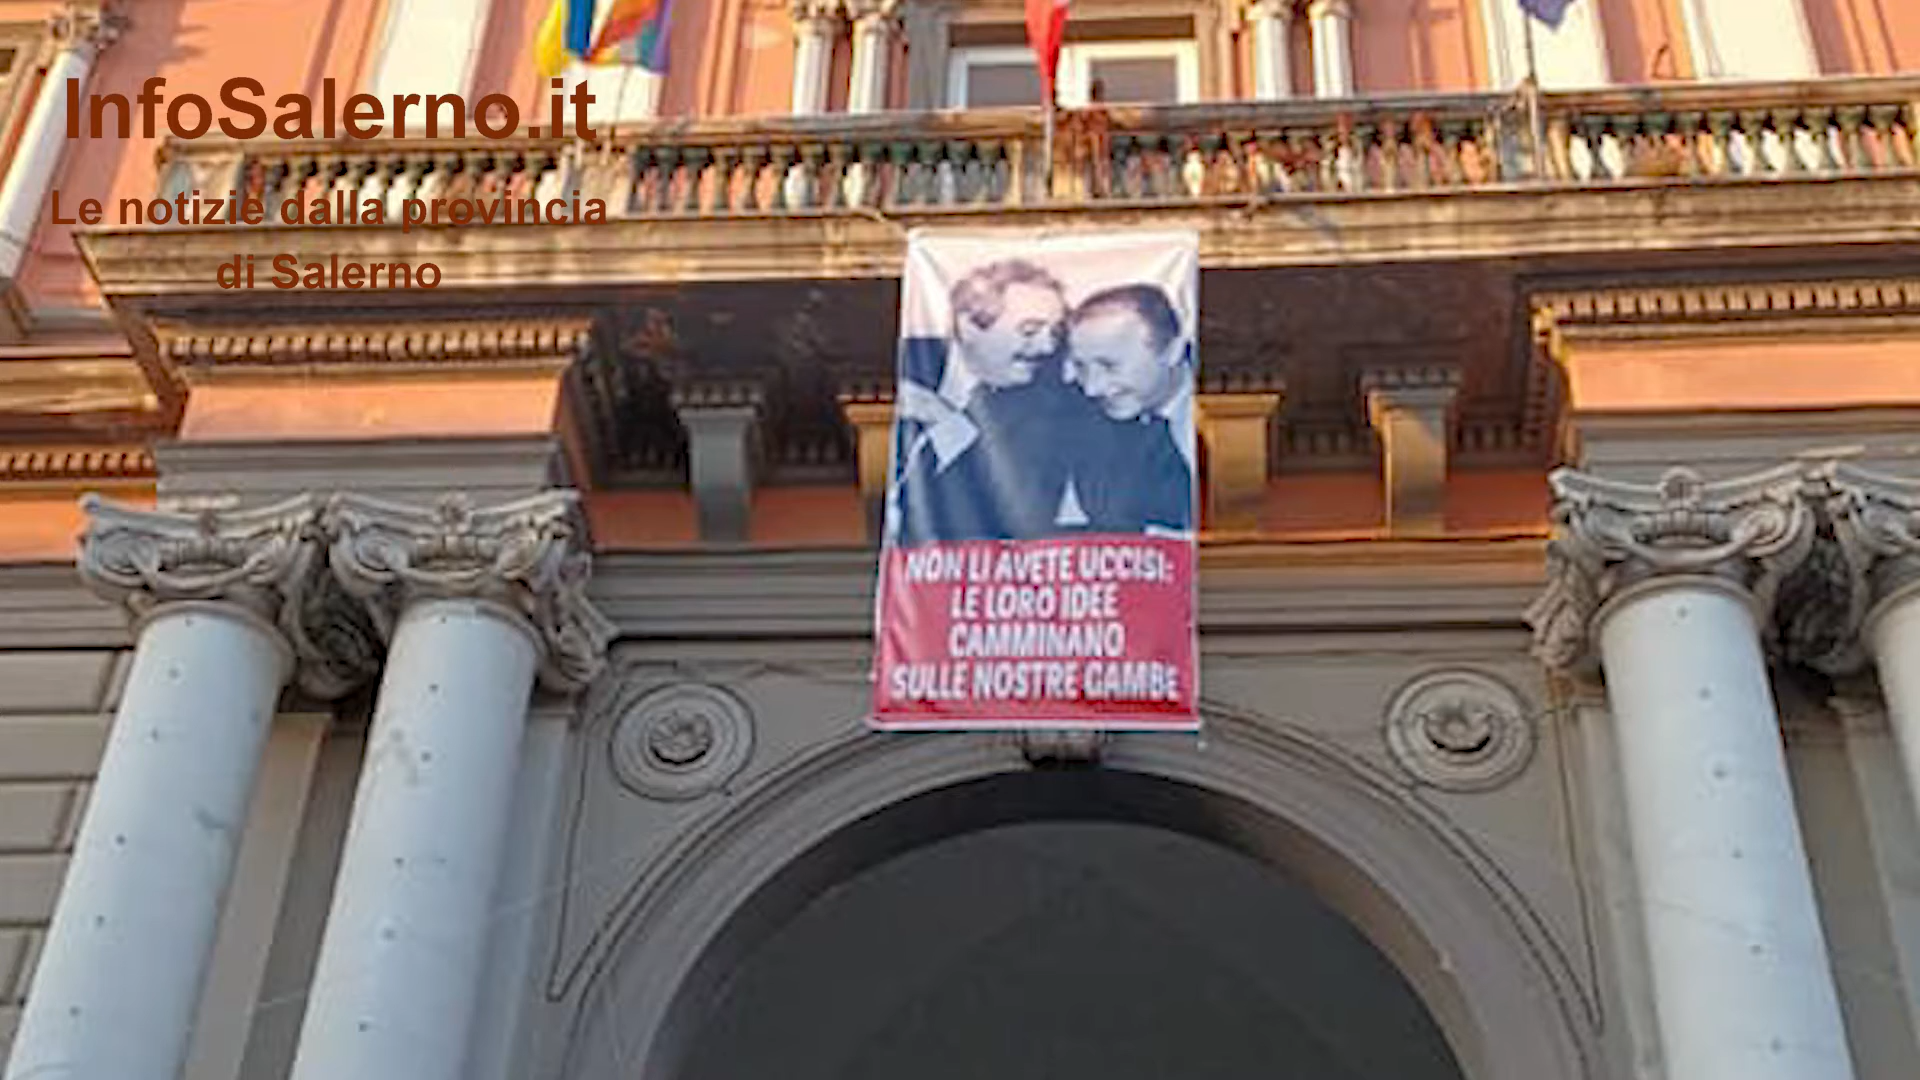 InfoSalerno.it
Le notizie dalla provincia
di Salerno
NON LI AVETE UCCISI:
LE LORO IDEE
CAMMINANO
SULLE NOSTRE GAMBE